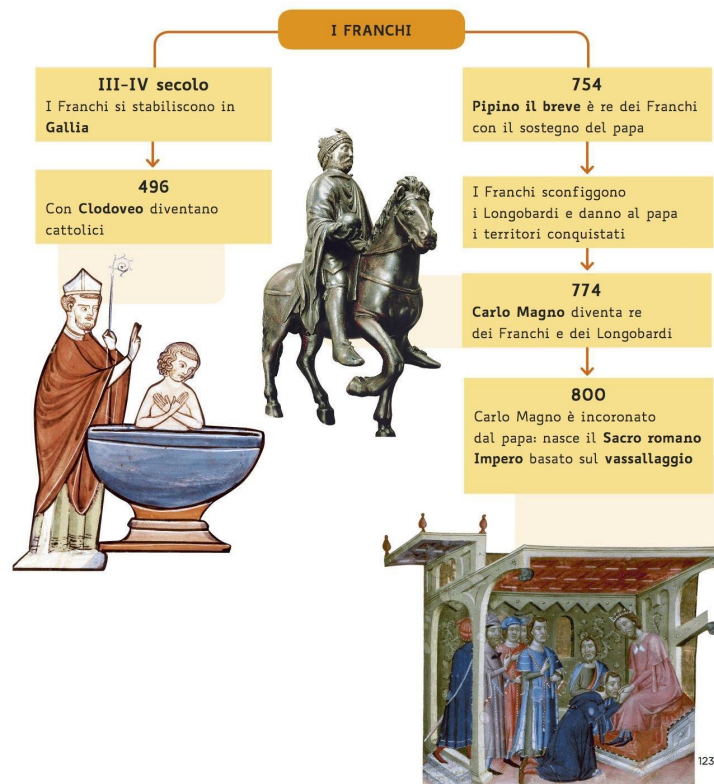 I FRANCHI
III-IV secolo
I Franchi si stabiliscono in
Gallia
496
Con Clodoveo diventano
cattolici
754
Pipino il breve è re dei Franchi
con il sostegno del papa
I Franchi sconfiggono
i Longobardi e danno al papa
i territori conquistati
774
Carlo Magno diventa re
dei Franchi e dei Longobardi
800
Carlo Magno è incoronato
dal papa: nasce il Sacro romano
Impero basato sul vassallaggio
123